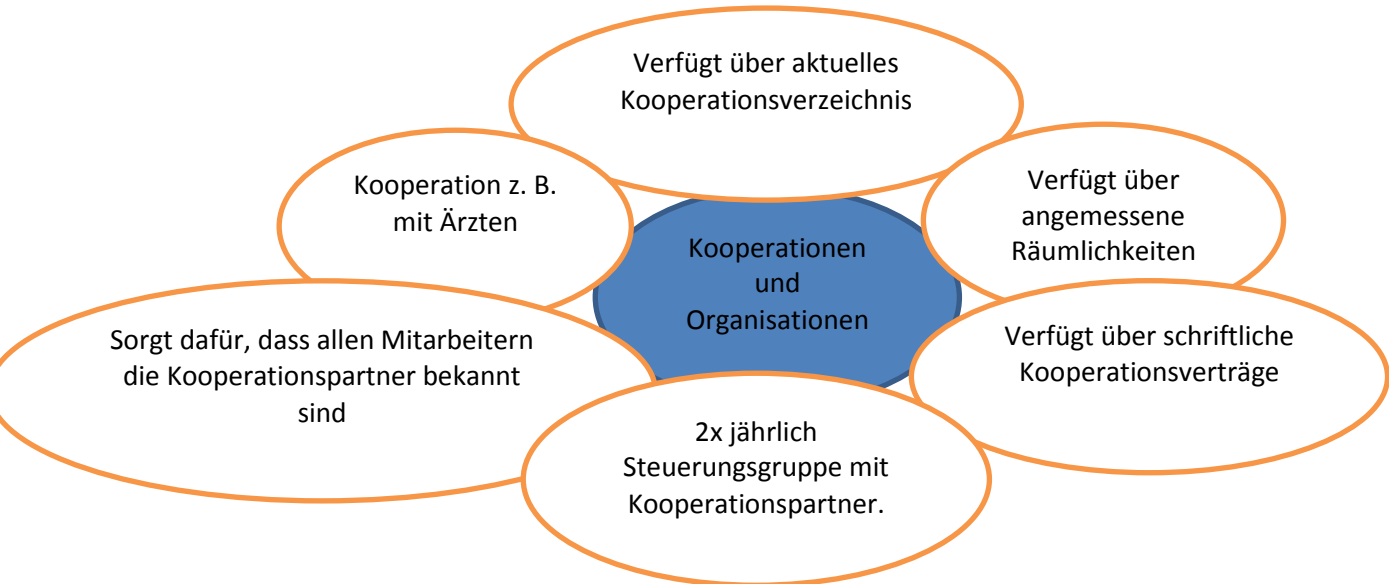 Verfügt über aktuelles
Kooperationsverzeichnis
Kooperation z. B.
mit Ärzten
Verfügt über
angemessene
Räumlichkeiten
Kooperationen
und
Organisationen
Sorgt dafür, dass allen Mitarbeitern
die Kooperationspartner bekannt
sind
Verfügt über schriftliche
Kooperationsverträge
2x jährlich
Steuerungsgruppe mit
Kooperationspartner.